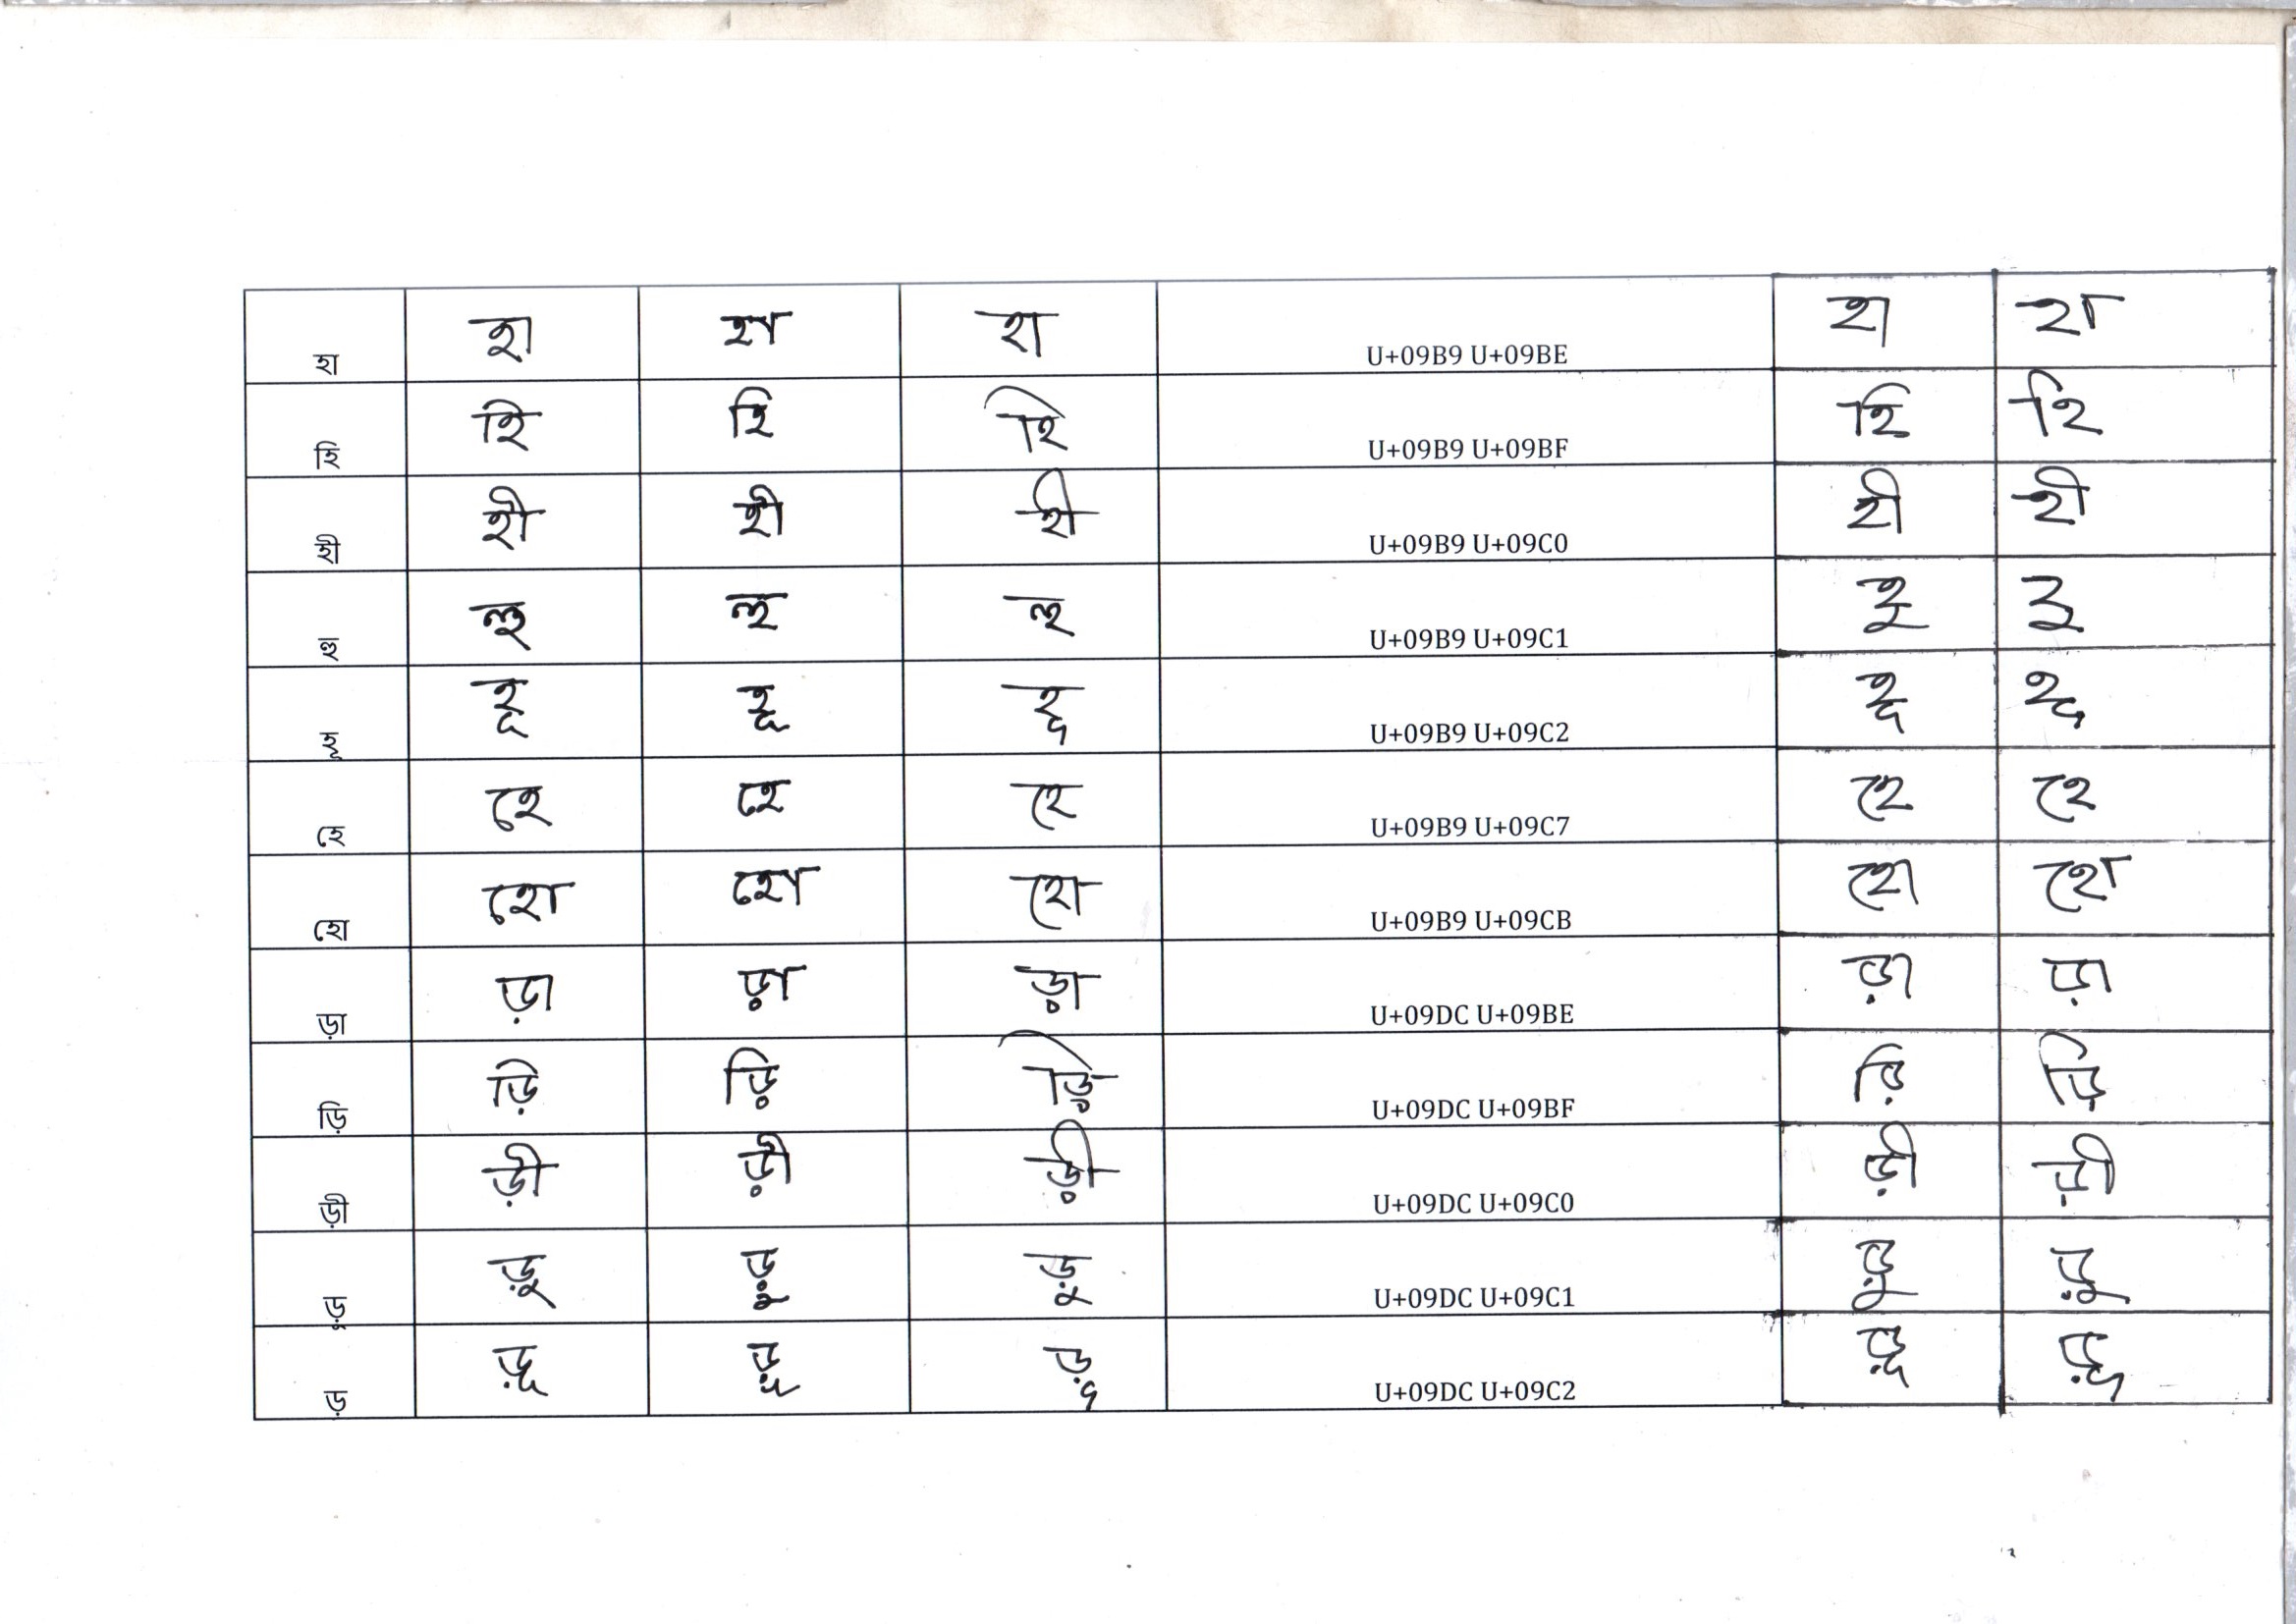 হা হা হা হা U+09B9 U+09BE হা হা
হি হি হি হি U+09B9 U+09BF হি হি
হী হী হী হী U+09B9 U+09C0 হী হী
হু হু হু হু U+09B9 U+09C1 হু হু
হূ হূ হূ হূ U+09B9 U+09C2 হূ হূ
হে হে হে হে U+09B9 U+09C7 হে হে
হো হো হো হো U+09B9 U+09CB হো হো
ড়া ড়া ড়া ড়া U+09DC U+09BE ড়া ড়া
ড়ি ড়ি ড়ি ড়ি U+09DC U+09BF ড়ি ড়ি
ড়ী ড়ী ড়ী ড়ী U+09DC U+09C0 ড়ী ড়ী
ড়ু ড়ু ড়ু ড়ু U+09DC U+09C1 ড়ু ড়ু
ড় ড়ূ ড়ূ ড়ূ U+09DC U+09C2 ড়ূ ড়ূ